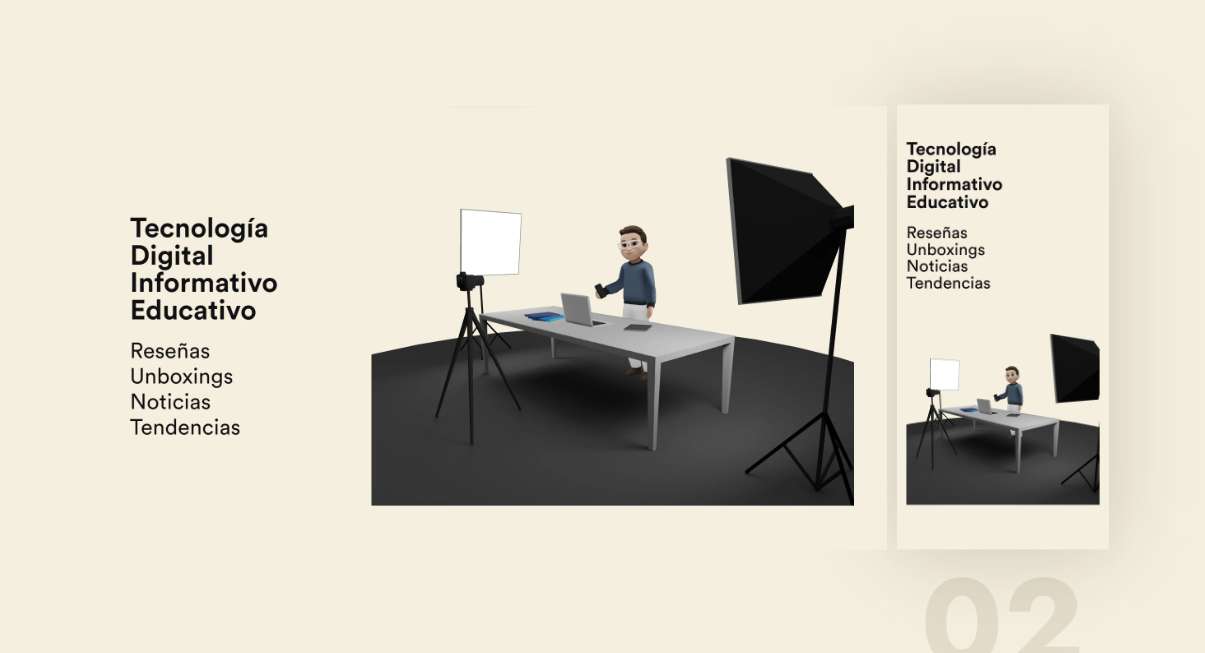 Tecnología
Digital
Informativo
Educativo
Reseñas
Unboxings
Noticias
Tendencias
Tecnología
Digital
Informativo
Educativo
Reseñas
Unboxings
Noticias
Tendencias
02